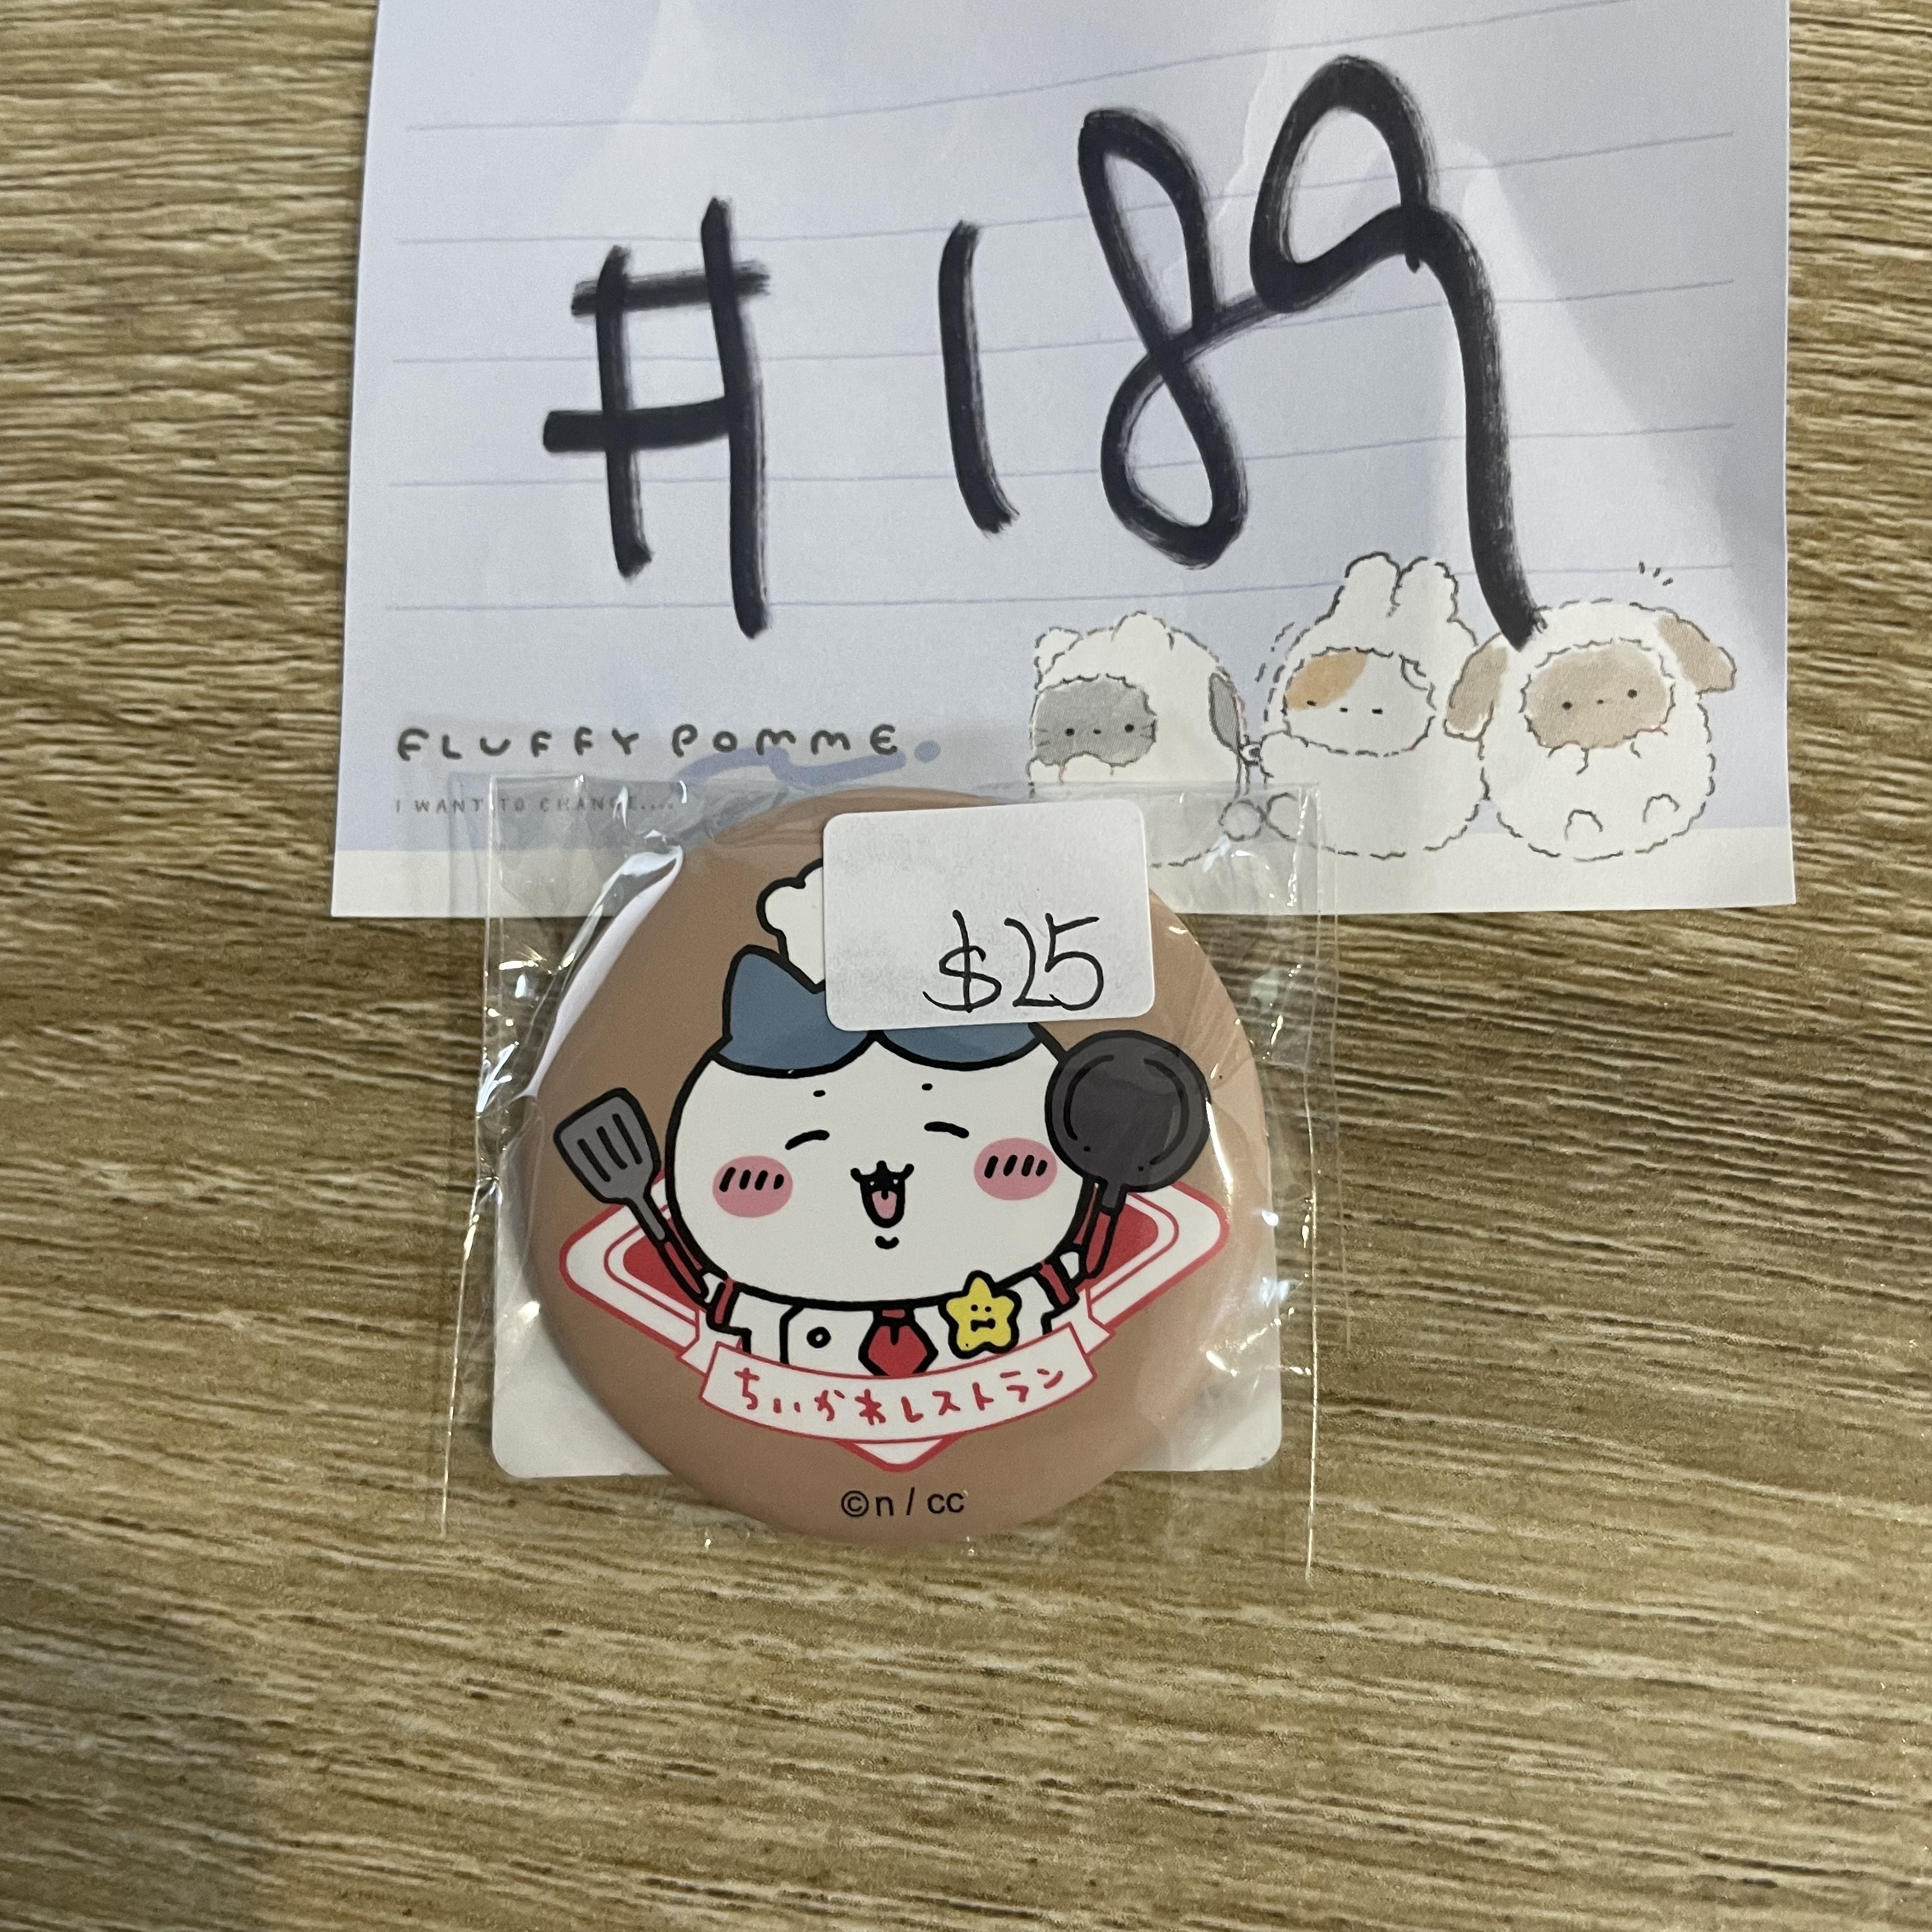 # 189
FLUFFY POMME
I WANT TO CHANGE....
$25
ちいかわレストラン
©n / cc